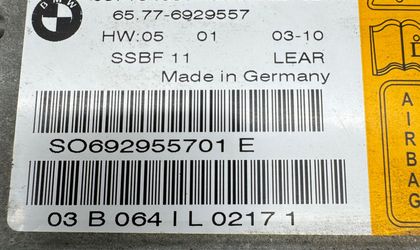 BMW
65.77-6929557
HW:05 01 03-10
SSBF 11 LEAR
Made in Germany
SO692955701 E
03 B 064 I L 0217 1
AIRBAG